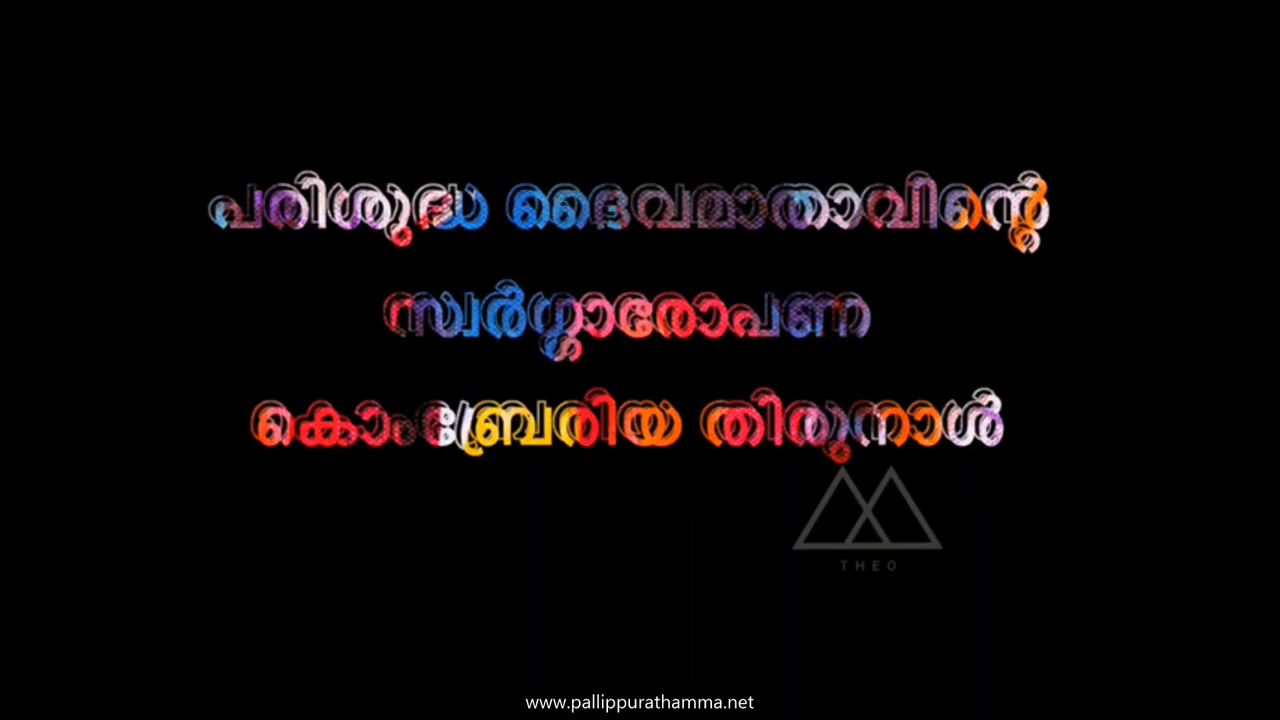 പരിശുദ്ധ ദൈവമാതാവിന്റെ
സ്വർഗ്ഗാരോപണ
കൊംബ്രേരിയ തിരുനാൾ
THEO
www.pallippurathamma.net